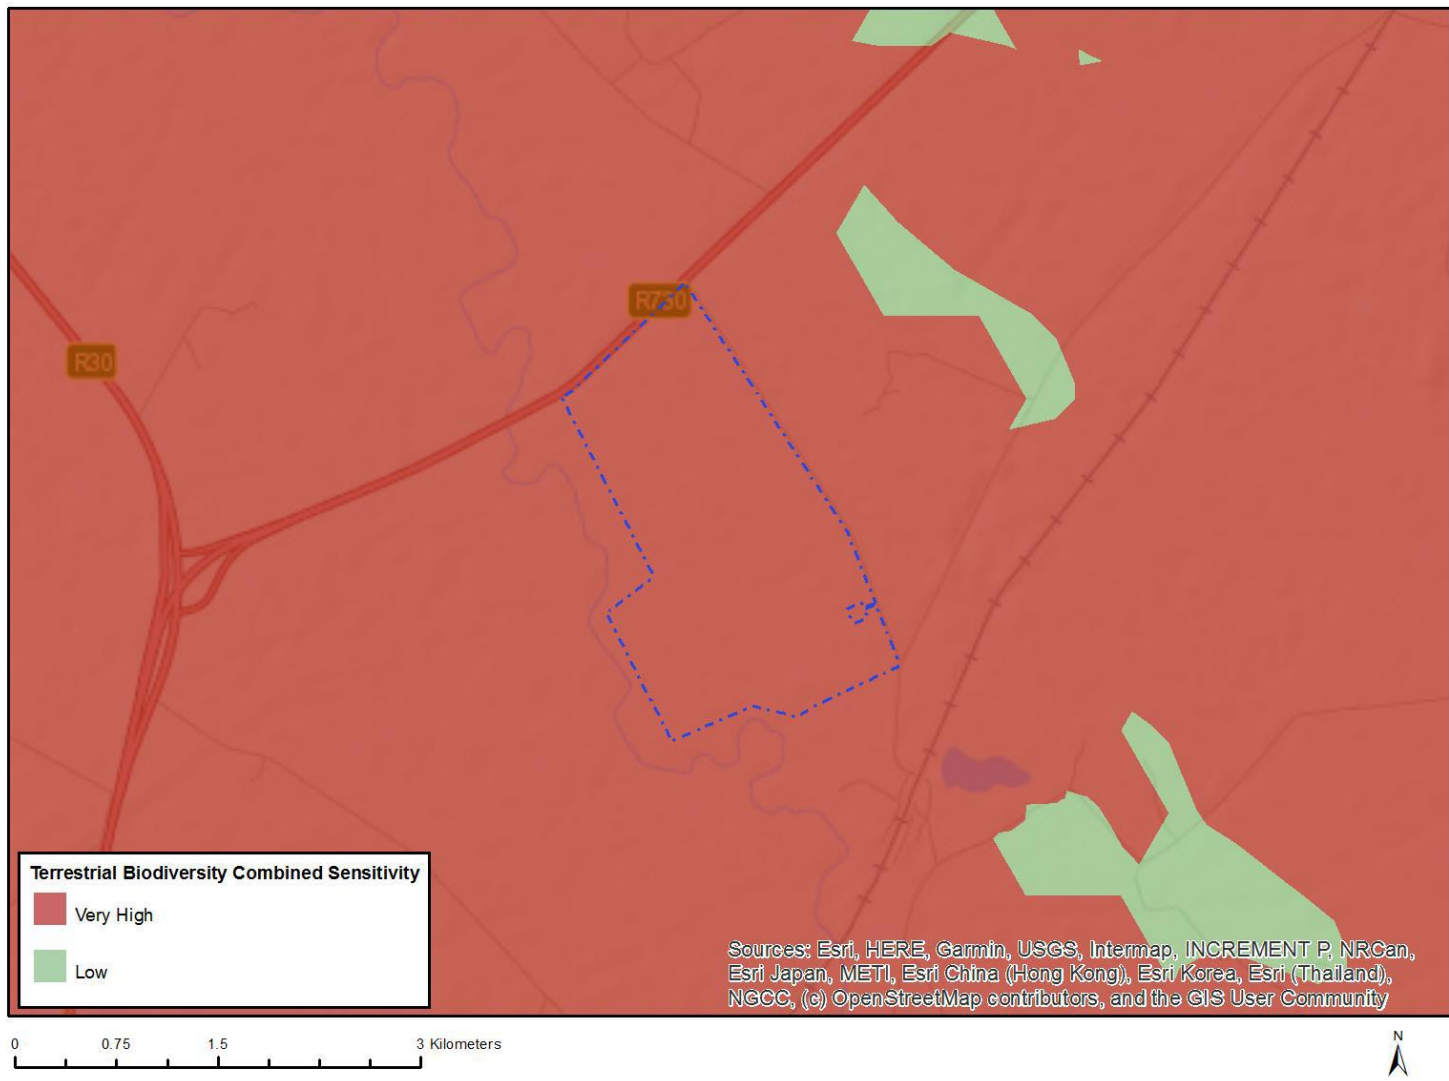 R730
R30
Terrestrial Biodiversity Combined Sensitivity
Very High
Low
Sources: Esri, HERE, Garmin, USGS, Intermap, INCREMENT P, NRCan,
Esri Japan, METI, Esri China (Hong Kong), Esri Korea, Esri (Thailand),
NGCC, (c) OpenStreetMap contributors, and the GIS User Community
0 0.75 1.5 3 Kilometers
N